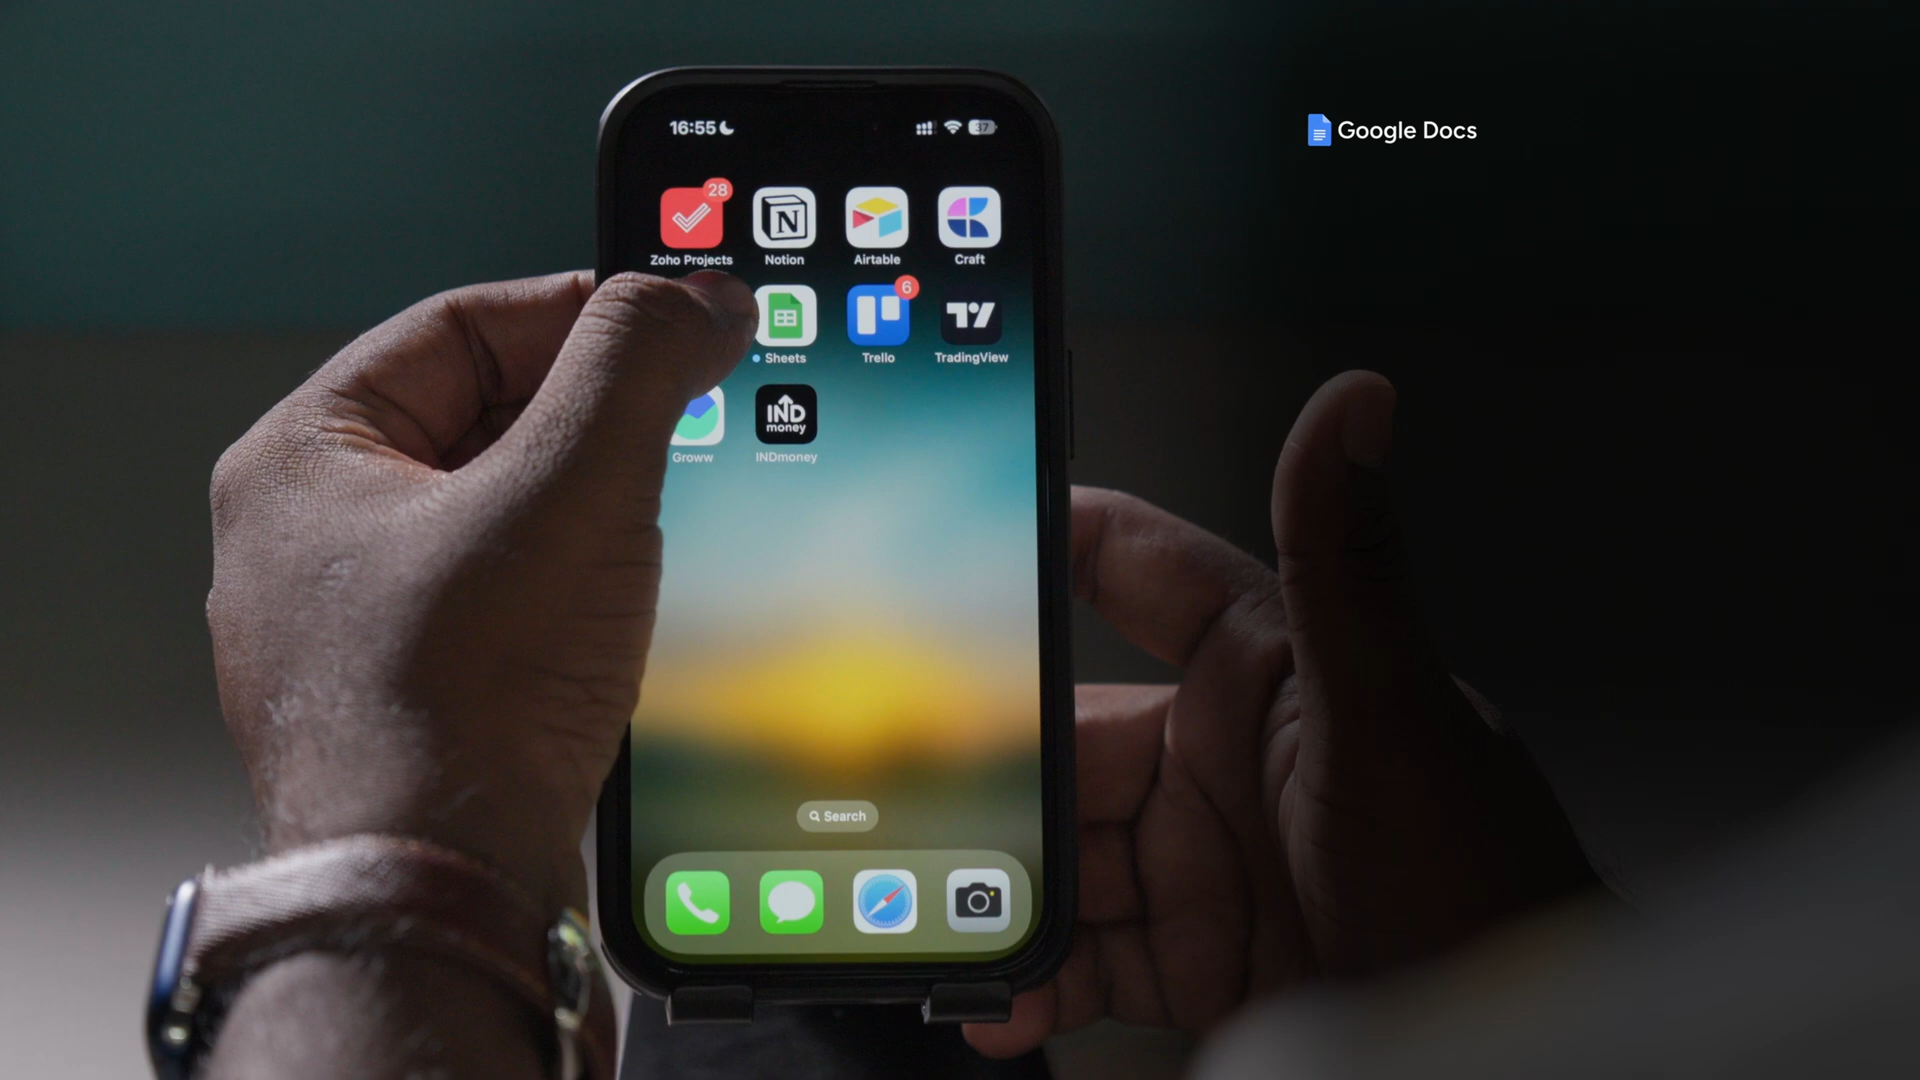 16:55
37
Google Docs
28
N
Zoho Projects
Notion
Airtable
Craft
6
Sheets
Trello
TradingView
IND
money
Groww
INDmoney
Search